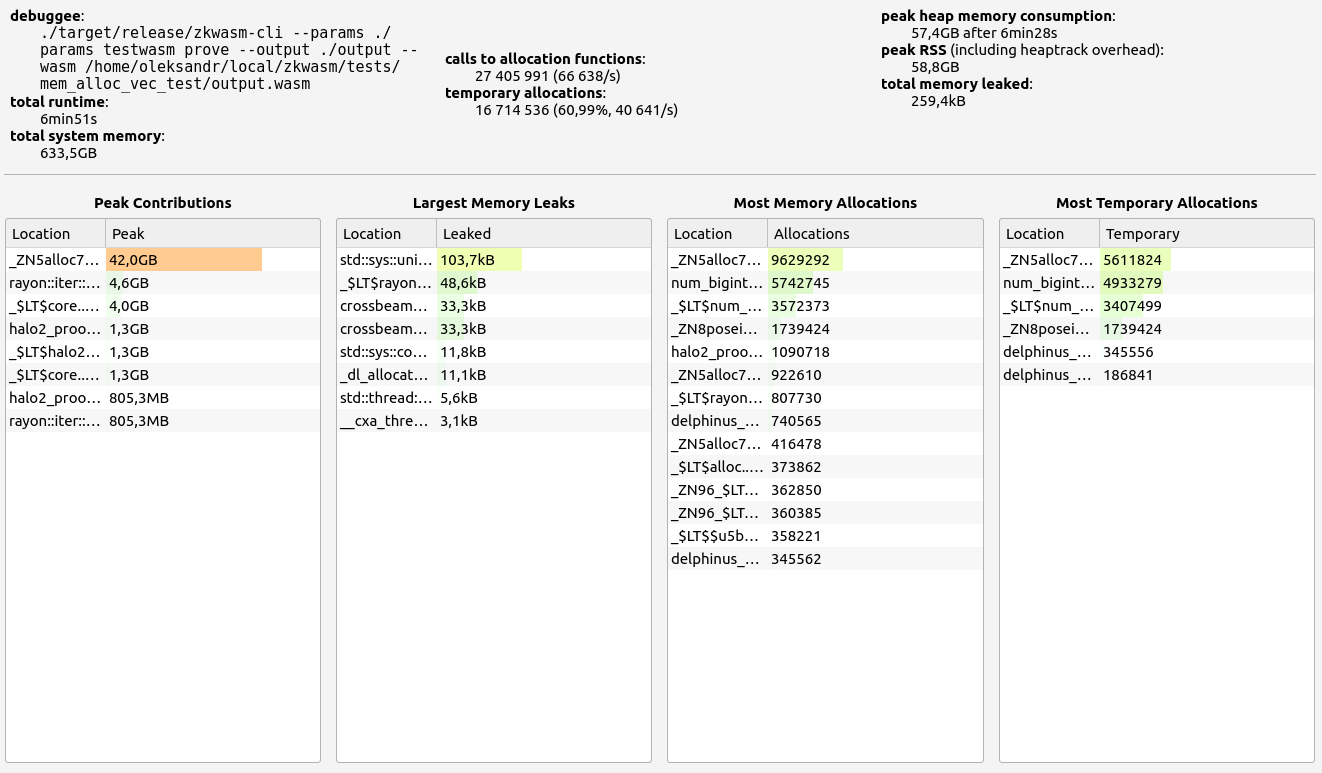 debuggee:
./target/release/zkwasm-cli --params ./
params testwasm prove --output ./output --
wasm /home/oleksandr/local/zkwasm/tests/
mem_alloc_vec_test/output.wasm
total runtime:
6min51s
total system memory:
633,5GB
calls to allocation functions:
27 405 991 (66 638/s)
temporary allocations:
16 714 536 (60,99%, 40 641/s)
peak heap memory consumption:
57,4GB after 6min28s
peak RSS (including heaptrack overhead):
58,8GB
total memory leaked:
259,4kB
Peak Contributions
Location Peak
_ZN5alloc7... 42,0GB
rayon::iter::... 4,6GB
_$LT$core..... 4,0GB
halo2_proo... 1,3GB
_$LT$halo2... 1,3GB
_$LT$core..... 1,3GB
halo2_proo... 805,3MB
rayon::iter::... 805,3MB
Largest Memory Leaks
Location Leaked
std::sys::uni... 103,7kB
_$LT$rayon... 48,6kB
crossbeam... 33,3kB
crossbeam... 33,3kB
std::sys::co... 11,8kB
_dl_allocat... 11,1kB
std::thread:... 5,6kB
__cxa_thre... 3,1kB
Most Memory Allocations
Location Allocations
_ZN5alloc7... 9629292
num_bigint... 5742745
_$LT$num_... 3572373
_ZN8posei... 1739424
halo2_proo... 1090718
_ZN5alloc7... 922610
_$LT$rayon... 807730
delphinus_... 740565
_ZN5alloc7... 416478
_$LT$alloc..... 373862
_ZN96_$LT... 362850
_ZN96_$LT... 360385
_$LT$$u5b... 358221
delphinus_... 345562
Most Temporary Allocations
Location Temporary
_ZN5alloc7... 5611824
num_bigint... 4933279
_$LT$num_... 3407499
_ZN8posei... 1739424
delphinus_... 345556
delphinus_... 186841